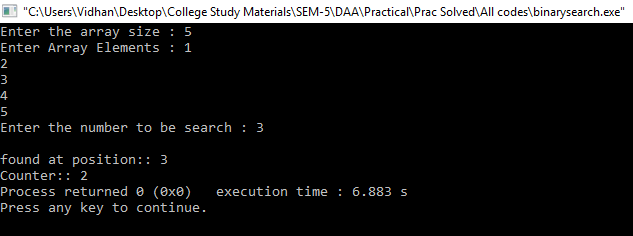 "C:\Users\Vidhan\Desktop\College Study Materials\SEM-5\DAA\Practical\Prac Solved\All codes\binarysearch.exe"
Enter the array size : 5
Enter Array Elements : 1
2
3
4
5
Enter the number to be search : 3
found at position:: 3
Counter:: 2
Process returned 0 (0x0)   execution time : 6.883 s
Press any key to continue.